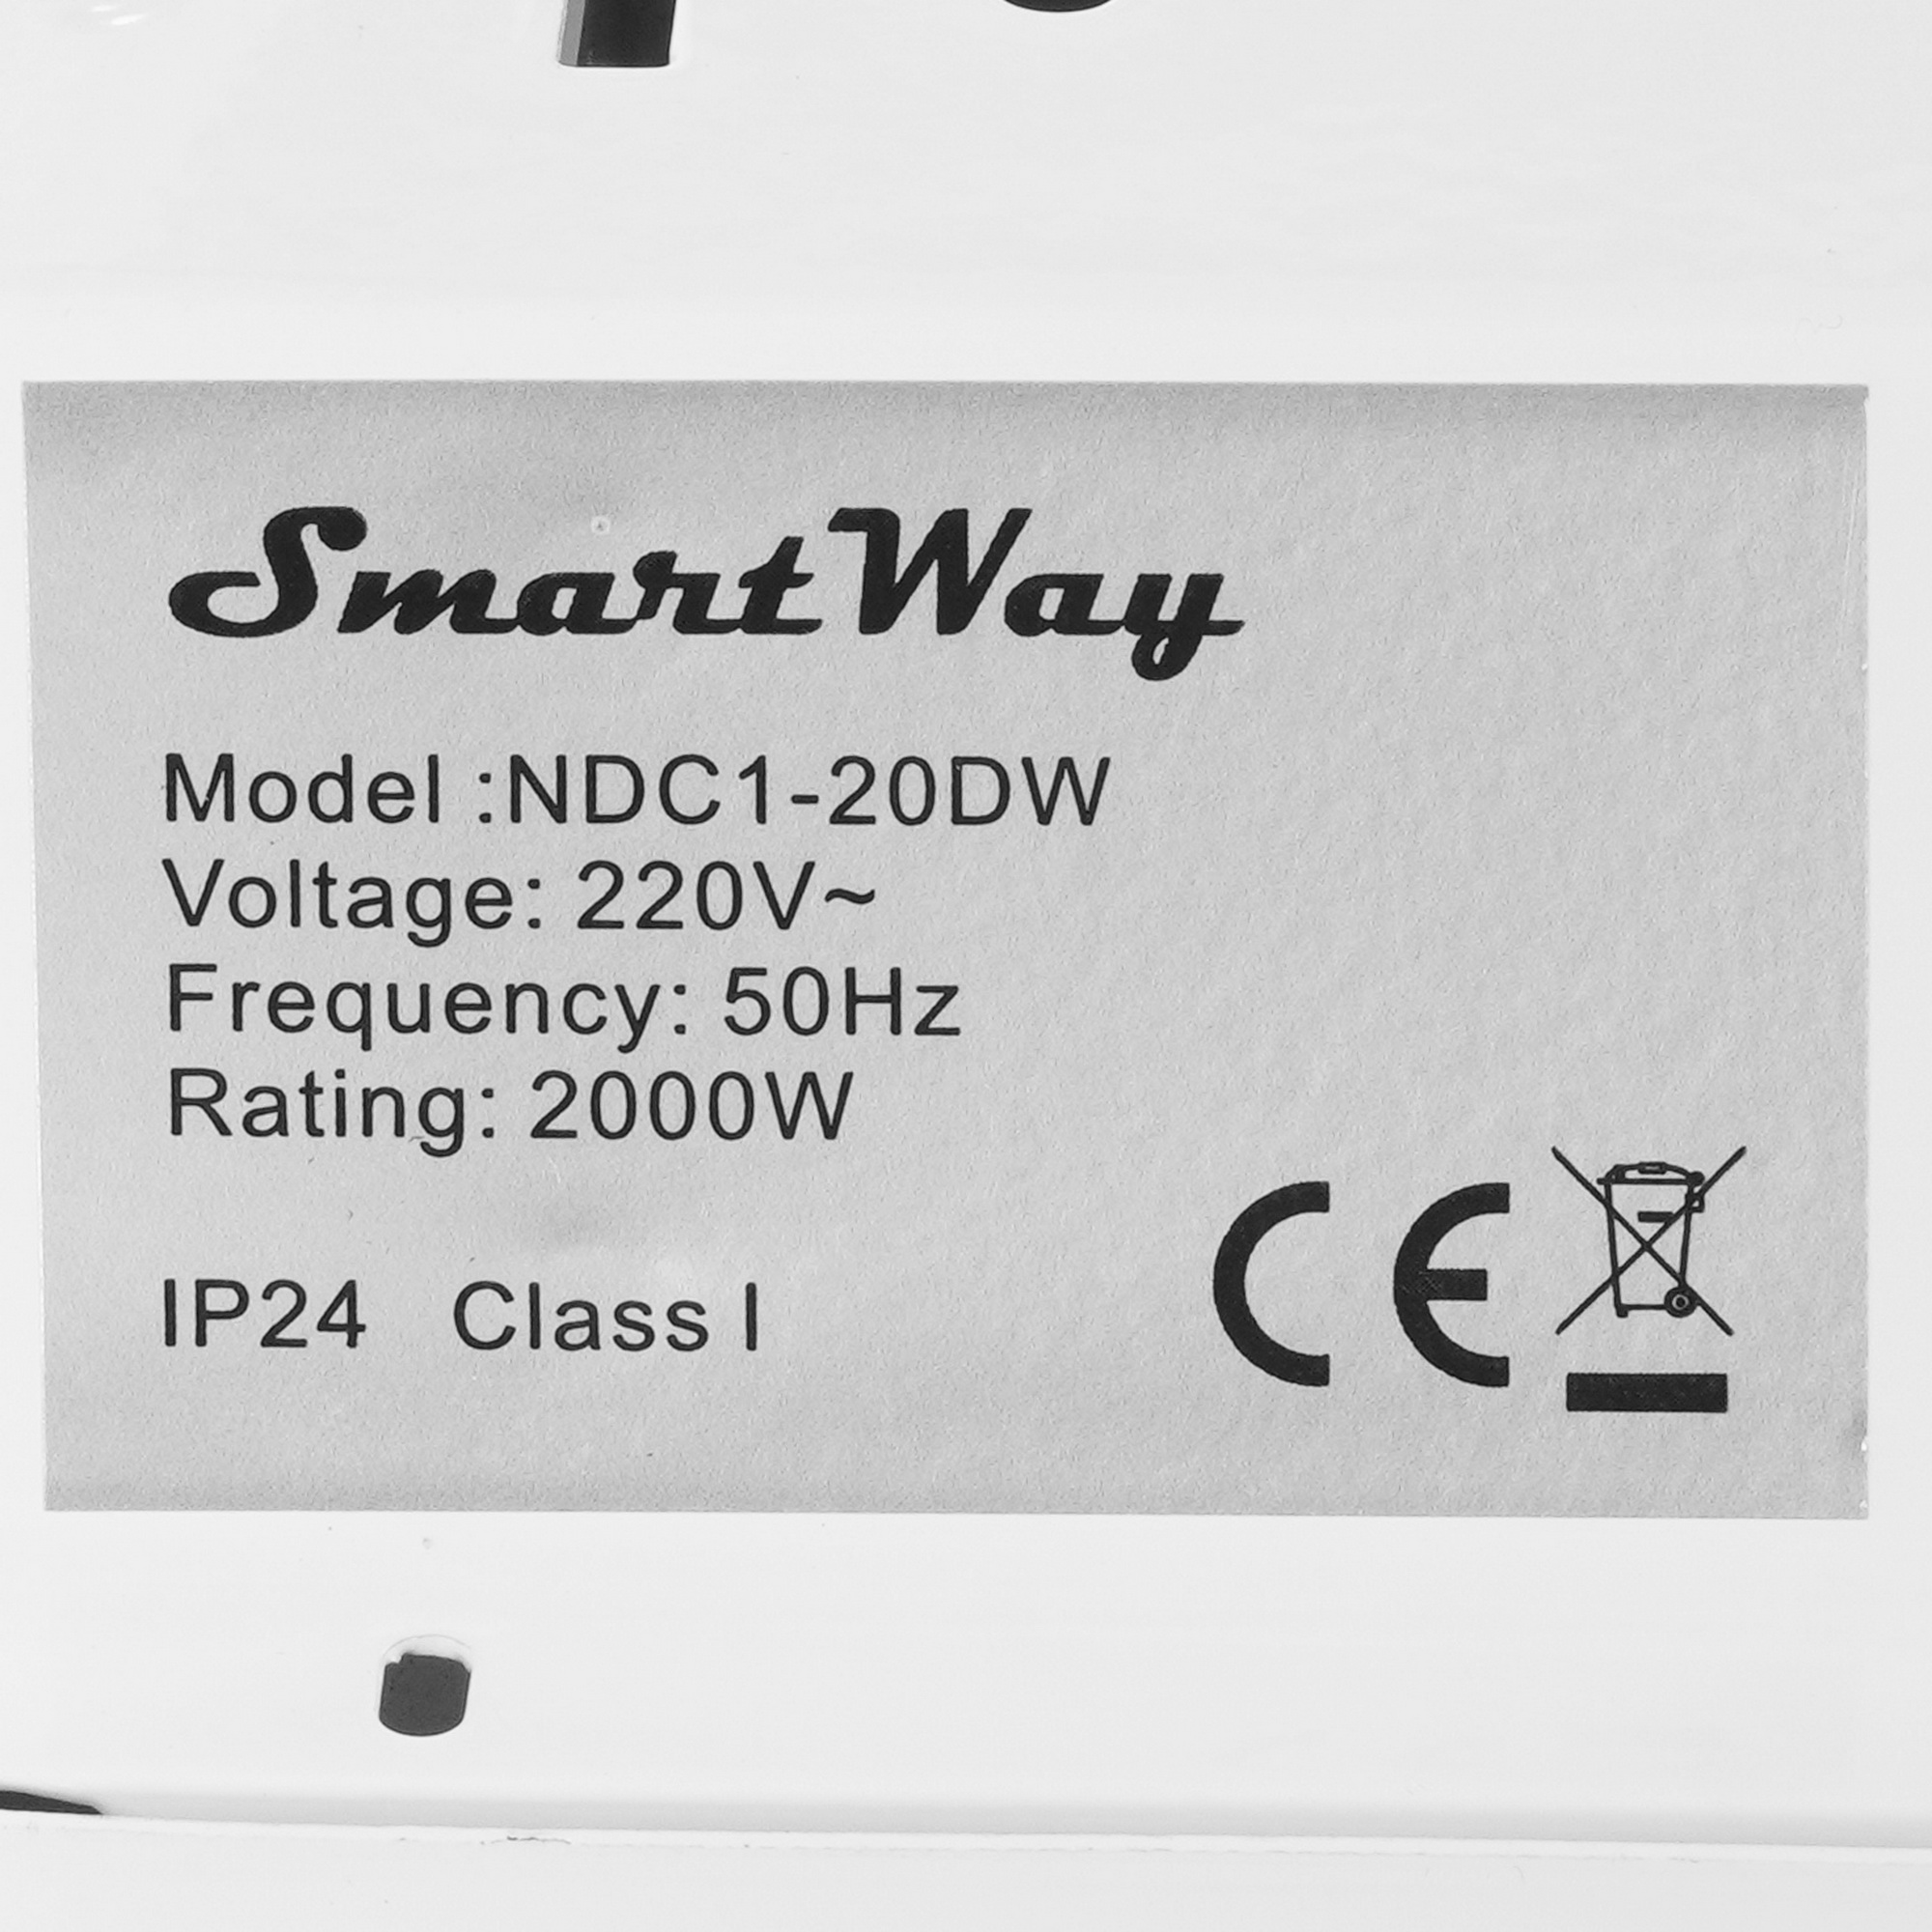 SmartWay
Model :NDC1-20DW
Voltage: 220V~
Frequency: 50Hz
Rating: 2000W
IP24 Class I
CE